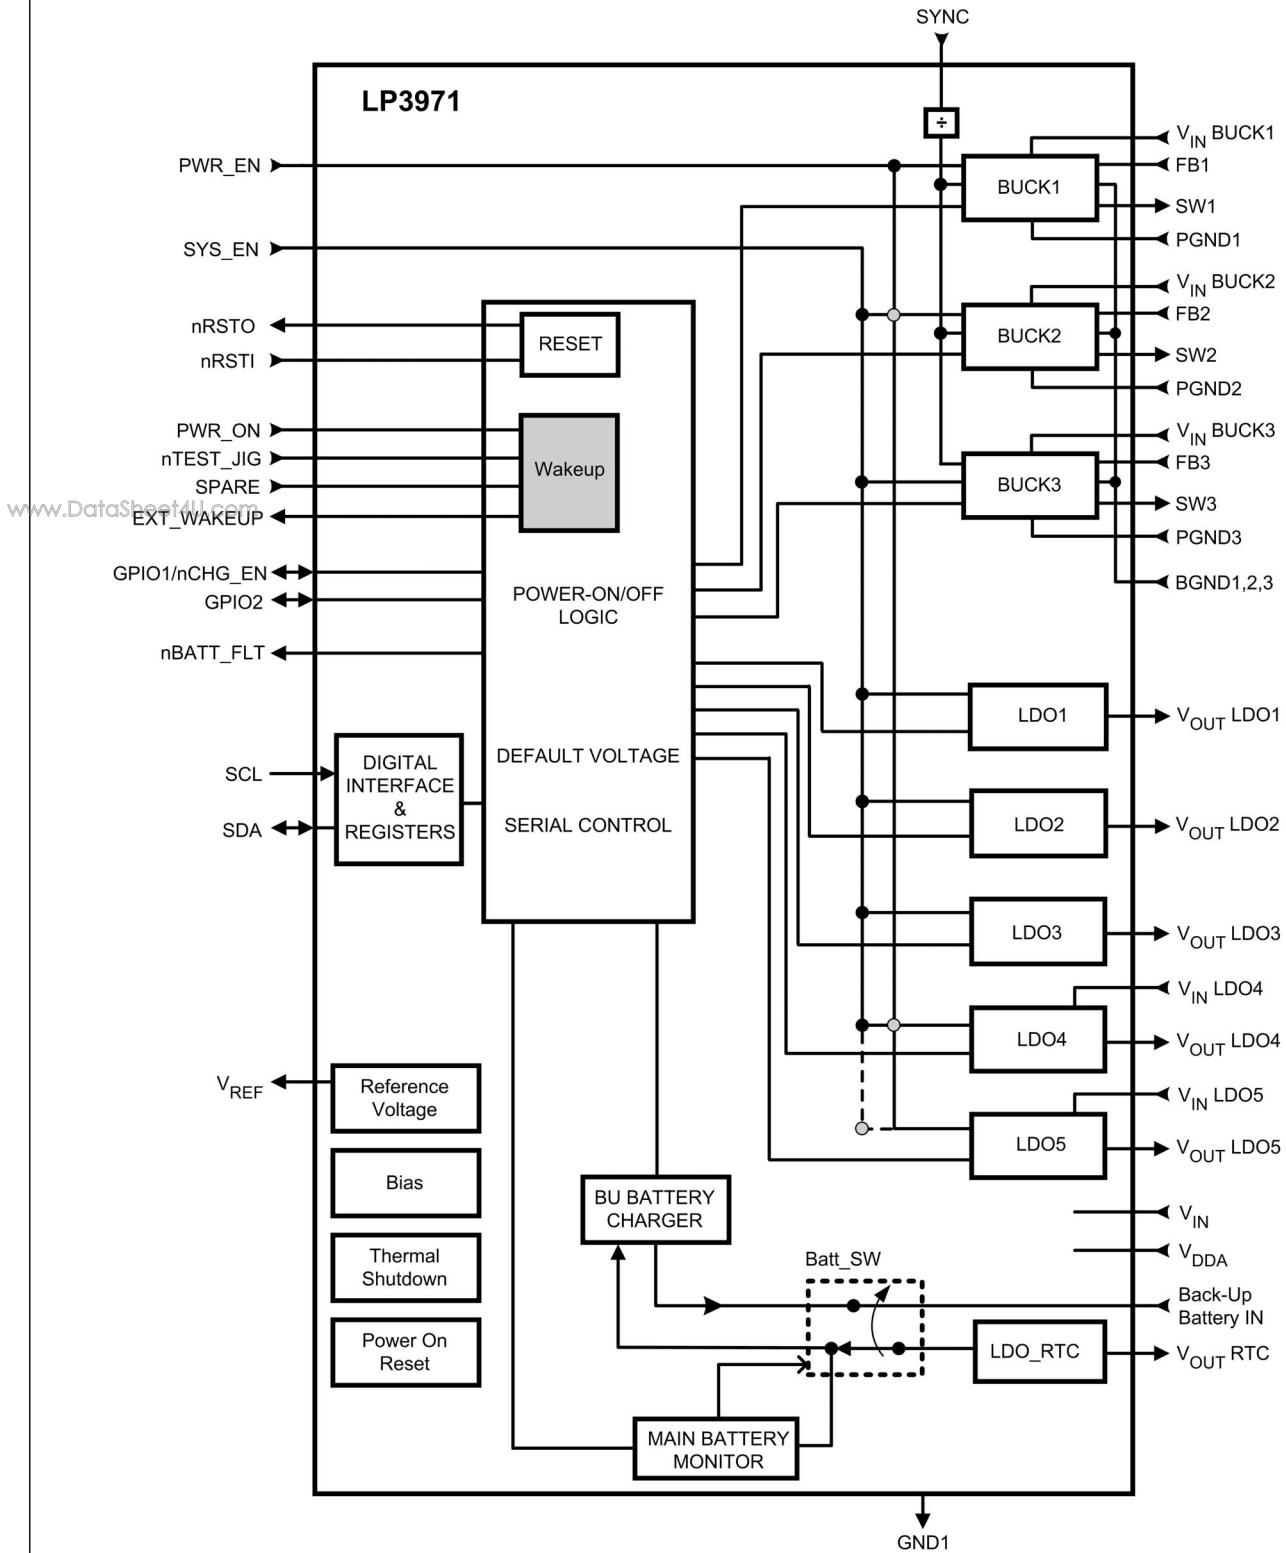 SYNC
LP3971
÷
PWR_EN
SYS_EN
nRSTO
nRSTI
PWR_ON
nTEST_JIG
SPARE
www.DataSheet4U.com
EXT_WAKEUP
GPIO1/nCHG_EN
GPIO2
nBATT_FLT
SCL
SDA
VREF
RESET
Wakeup
POWER-ON/OFF
LOGIC
DEFAULT VOLTAGE
SERIAL CONTROL
DIGITAL
INTERFACE
&
REGISTERS
Reference
Voltage
Bias
Thermal
Shutdown
Power On
Reset
BU BATTERY
CHARGER
Batt_SW
MAIN BATTERY
MONITOR
BUCK1
VIN BUCK1
FB1
SW1
PGND1
BUCK2
VIN BUCK2
FB2
SW2
PGND2
BUCK3
VIN BUCK3
FB3
SW3
PGND3
BGND1,2,3
LDO1
VOUT LDO1
LDO2
VOUT LDO2
LDO3
VOUT LDO3
VIN LDO4
LDO4
VOUT LDO4
VIN LDO5
LDO5
VOUT LDO5
VIN
VDDA
Back-Up
Battery IN
LDO_RTC
VOUT RTC
GND1